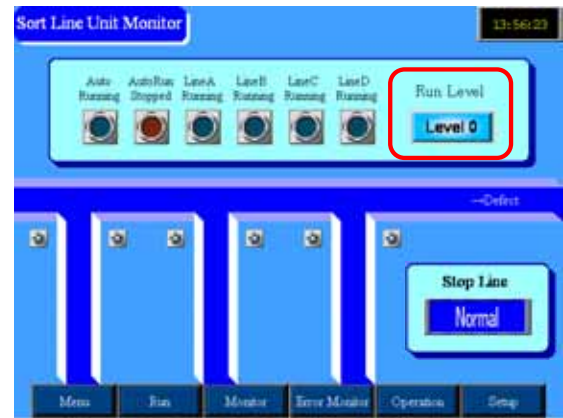 Sort Line Unit Monitor
13:56:23
Auto Running
AutoRun Stopped
LineA Running
LineB Running
LineC Running
LineD Running
Run Level
Level 0
→Defect
Stop Line
Normal
Menu
Run
Monitor
Error Monitor
Operation
Setup